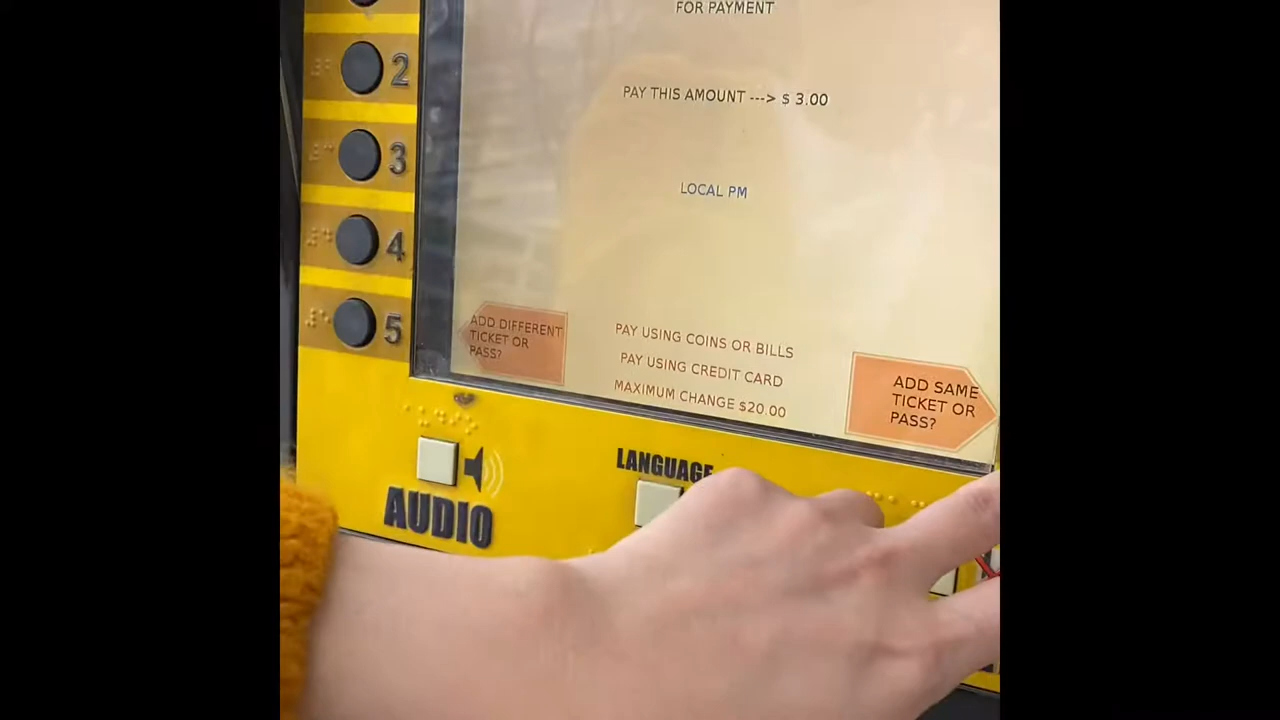 FOR PAYMENT
2
PAY THIS AMOUNT ---> $ 3.00
3
LOCAL PM
4
5
ADD DIFFERENT
TICKET OR
PASS?
PAY USING COINS OR BILLS
PAY USING CREDIT CARD
MAXIMUM CHANGE $20.00
ADD SAME
TICKET OR
PASS?
LANGUAGE
AUDIO